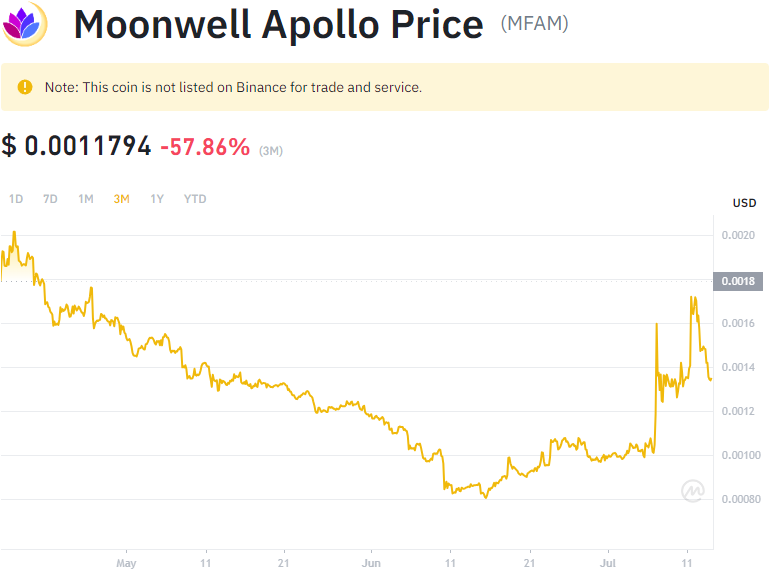 Moonwell Apollo Price (MFAM)
Note: This coin is not listed on Binance for trade and service.
$ 0.0011794 -57.86% (3M)
1D 7D 1M 3M 1Y YTD
USD
0.0020
0.0018
0.0016
0.0014
0.0012
0.00100
0.00080
May 11 21 Jun 11 21 Jul 11